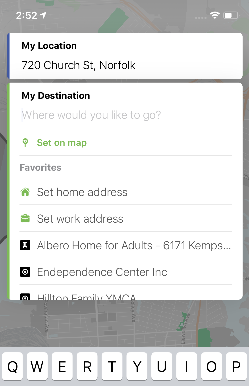 2:52
My Location
720 Church St, Norfolk
My Destination
Where would you like to go?
Set on map
Favorites
Set home address
Set work address
Albero Home for Adults - 6171 Kemps...
Endependence Center Inc
Hilltop Family YMCA
Q W E R T Y U I O P